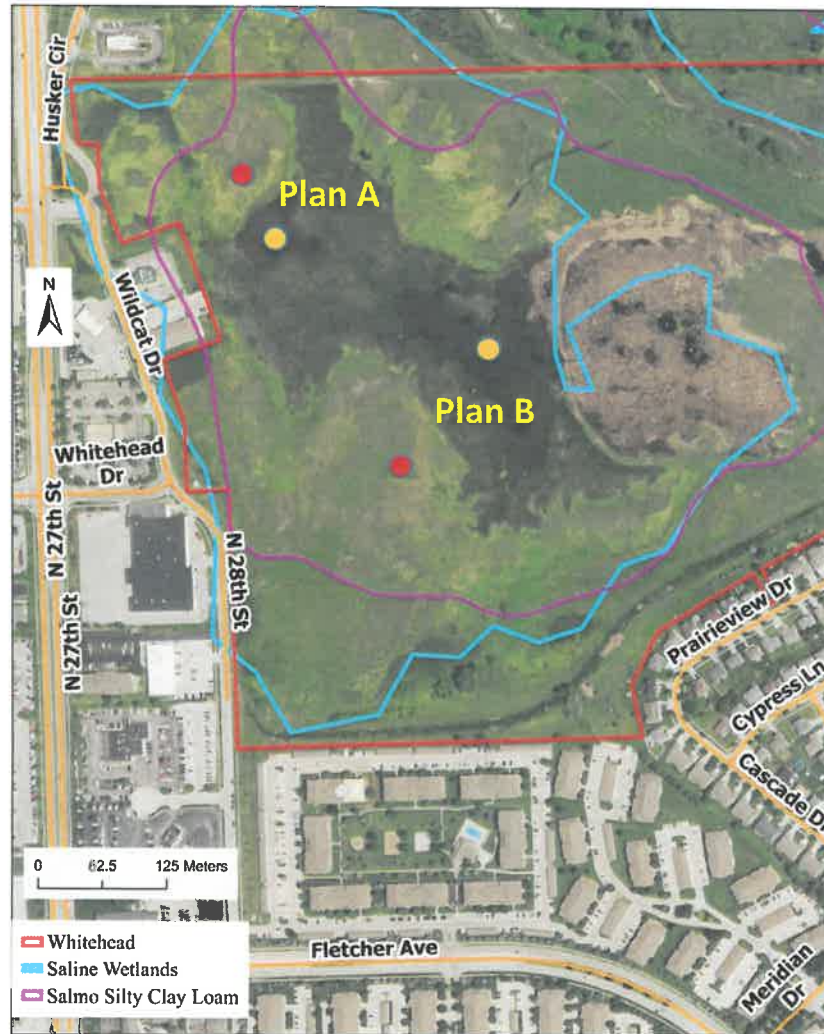 Husker Cir
Plan A
N
Wildcat Dr
Plan B
Whitehead
Dr
N 27th St
N 27th St
N 28th St
Prairieview Dr
Cypress Ln
Cascade Dr
0 62.5 125 Meters
Whitehead
Saline Wetlands
Salmo Silty Clay Loam
Fletcher Ave
Meridian
Dr